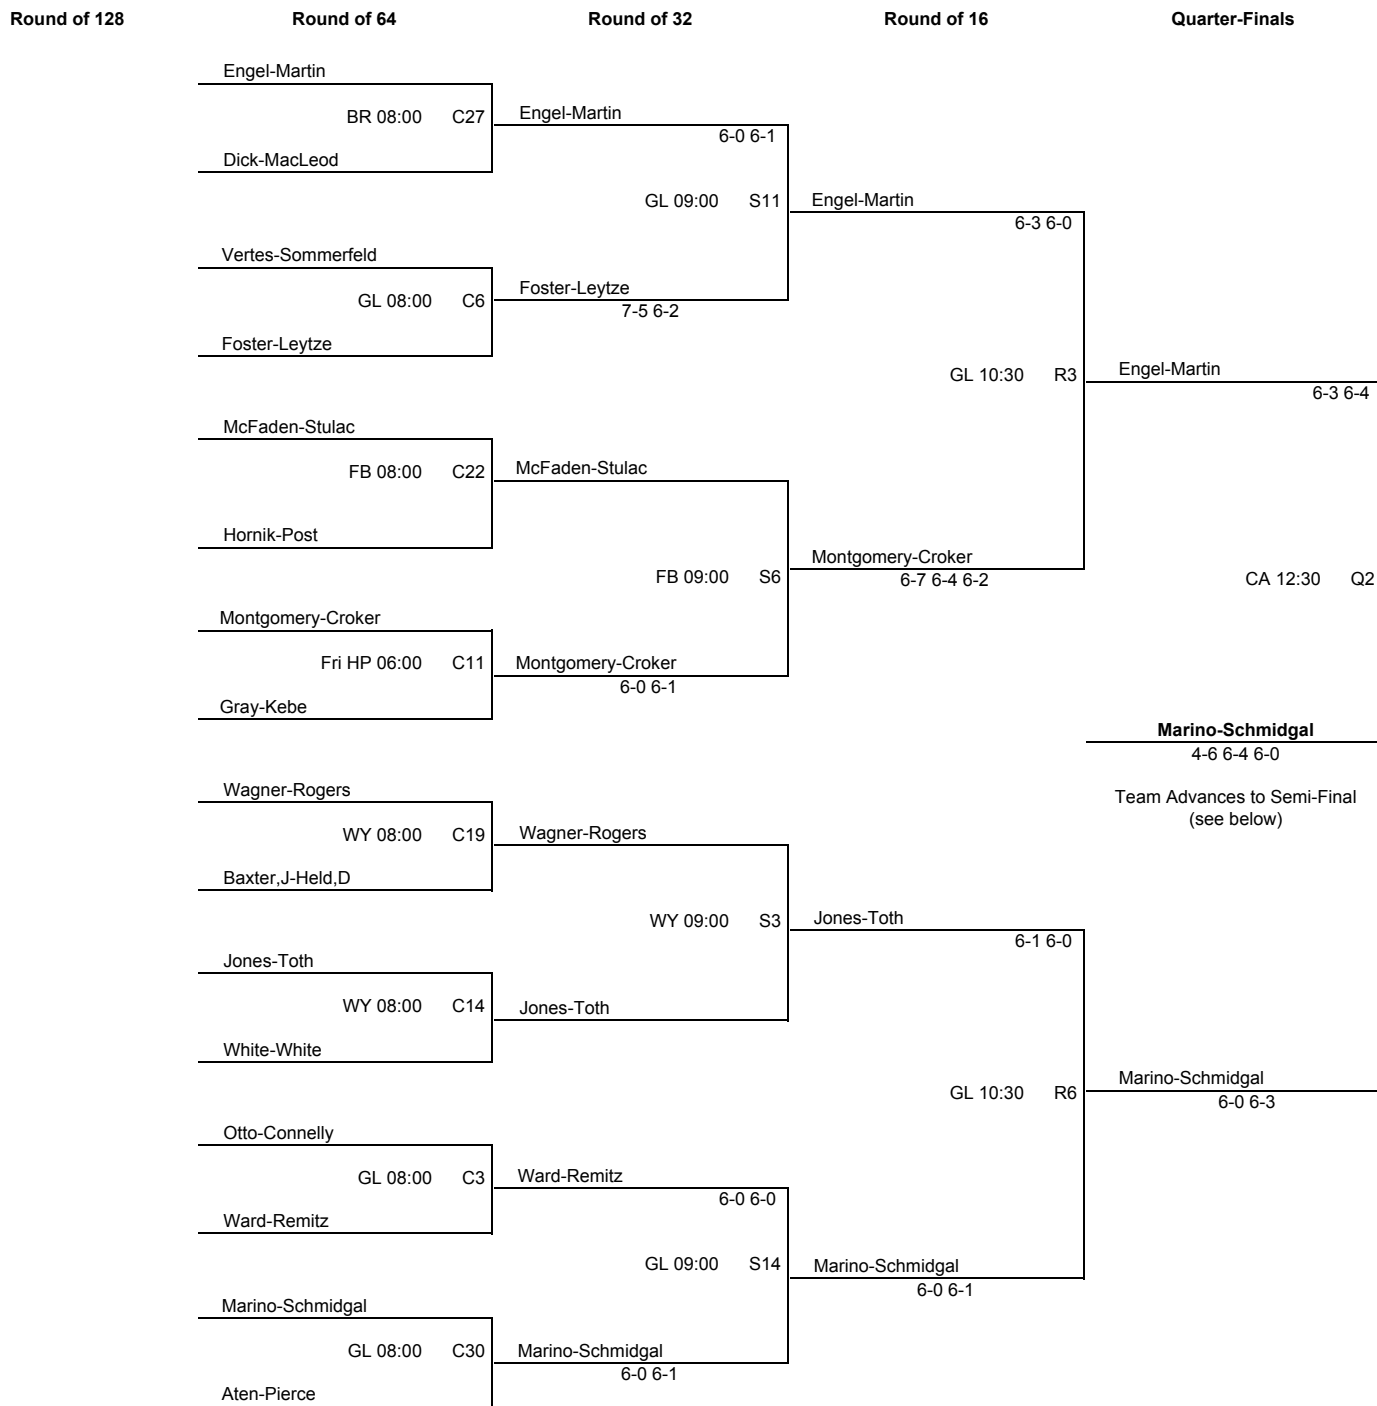 Round of 128 Round of 64 Round of 32 Round of 16 Quarter-Finals
Engel-Martin
BR 08:00 C27 Engel-Martin
6-0 6-1
Dick-MacLeod
GL 09:00 S11 Engel-Martin
6-3 6-0
Vertes-Sommerfeld
GL 08:00 C6 Foster-Leytze
7-5 6-2
Foster-Leytze
GL 10:30 R3 Engel-Martin
6-3 6-4
McFaden-Stulac
FB 08:00 C22 McFaden-Stulac
Hornik-Post
Montgomery-Croker
FB 09:00 S6 6-7 6-4 6-2 CA 12:30 Q2
Montgomery-Croker
Fri HP 06:00 C11 Montgomery-Croker
6-0 6-1
Gray-Kebe
Marino-Schmidgal
4-6 6-4 6-0
Wagner-Rogers
Team Advances to Semi-Final
(see below)
WY 08:00 C19 Wagner-Rogers
Baxter,J-Held,D
WY 09:00 S3 Jones-Toth
6-1 6-0
Jones-Toth
WY 08:00 C14 Jones-Toth
White-White
GL 10:30 R6 Marino-Schmidgal
6-0 6-3
Otto-Connelly
GL 08:00 C3 Ward-Remitz
6-0 6-0
Ward-Remitz
GL 09:00 S14 Marino-Schmidgal
6-0 6-1
Marino-Schmidgal
GL 08:00 C30 Marino-Schmidgal
6-0 6-1
Aten-Pierce